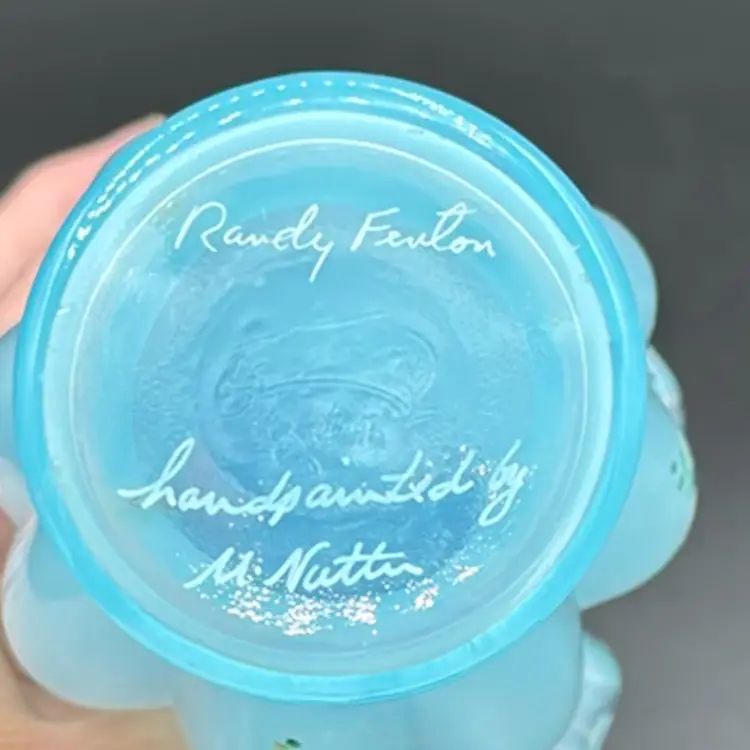 Randy Fenton
handpainted by
M. Nutter